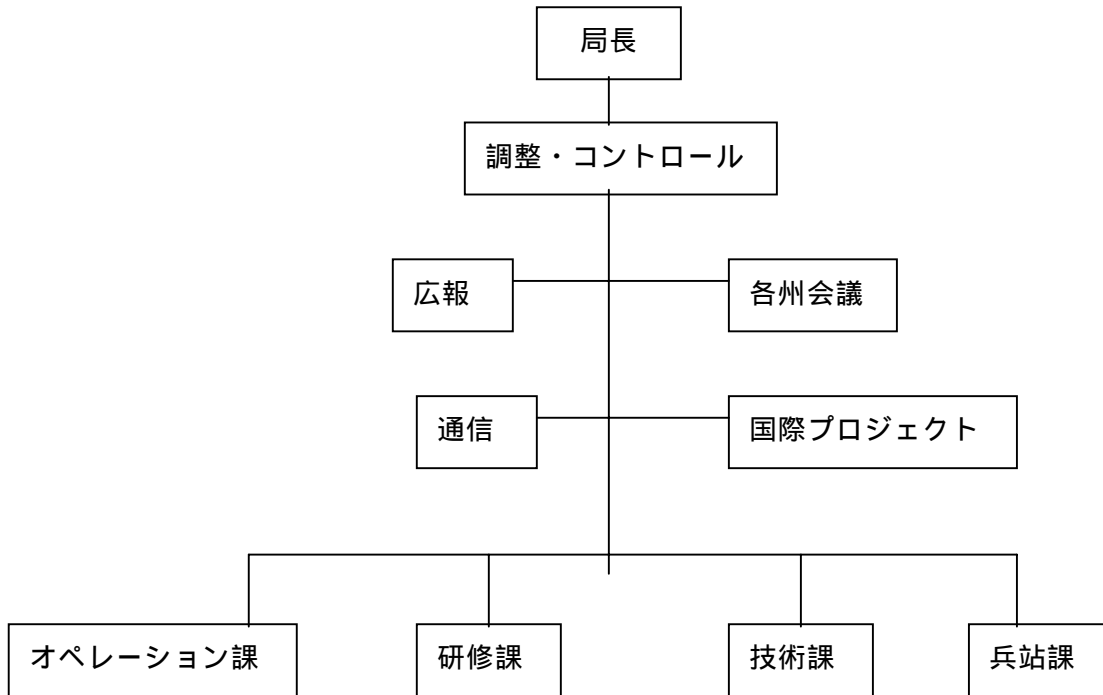 局長
調整・コントロール
広報
各州会議
通信
国際プロジェクト
オペレーション課
研修課
技術課
兵站課